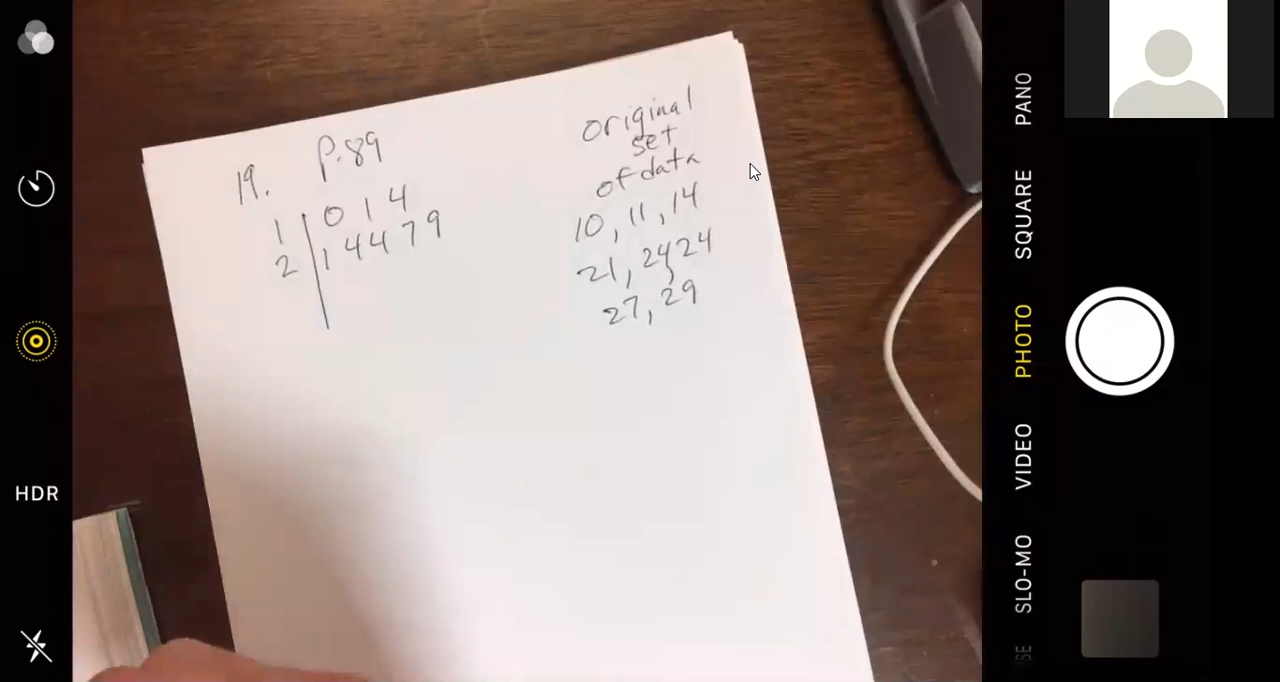 19. P.89
1 | 0 1 4
2 | 1 4 4 7 9
original
set
of data
10, 11, 14
21, 24, 24
27, 29
HDR
PANO
SQUARE
PHOTO
VIDEO
SLO-MO
SE